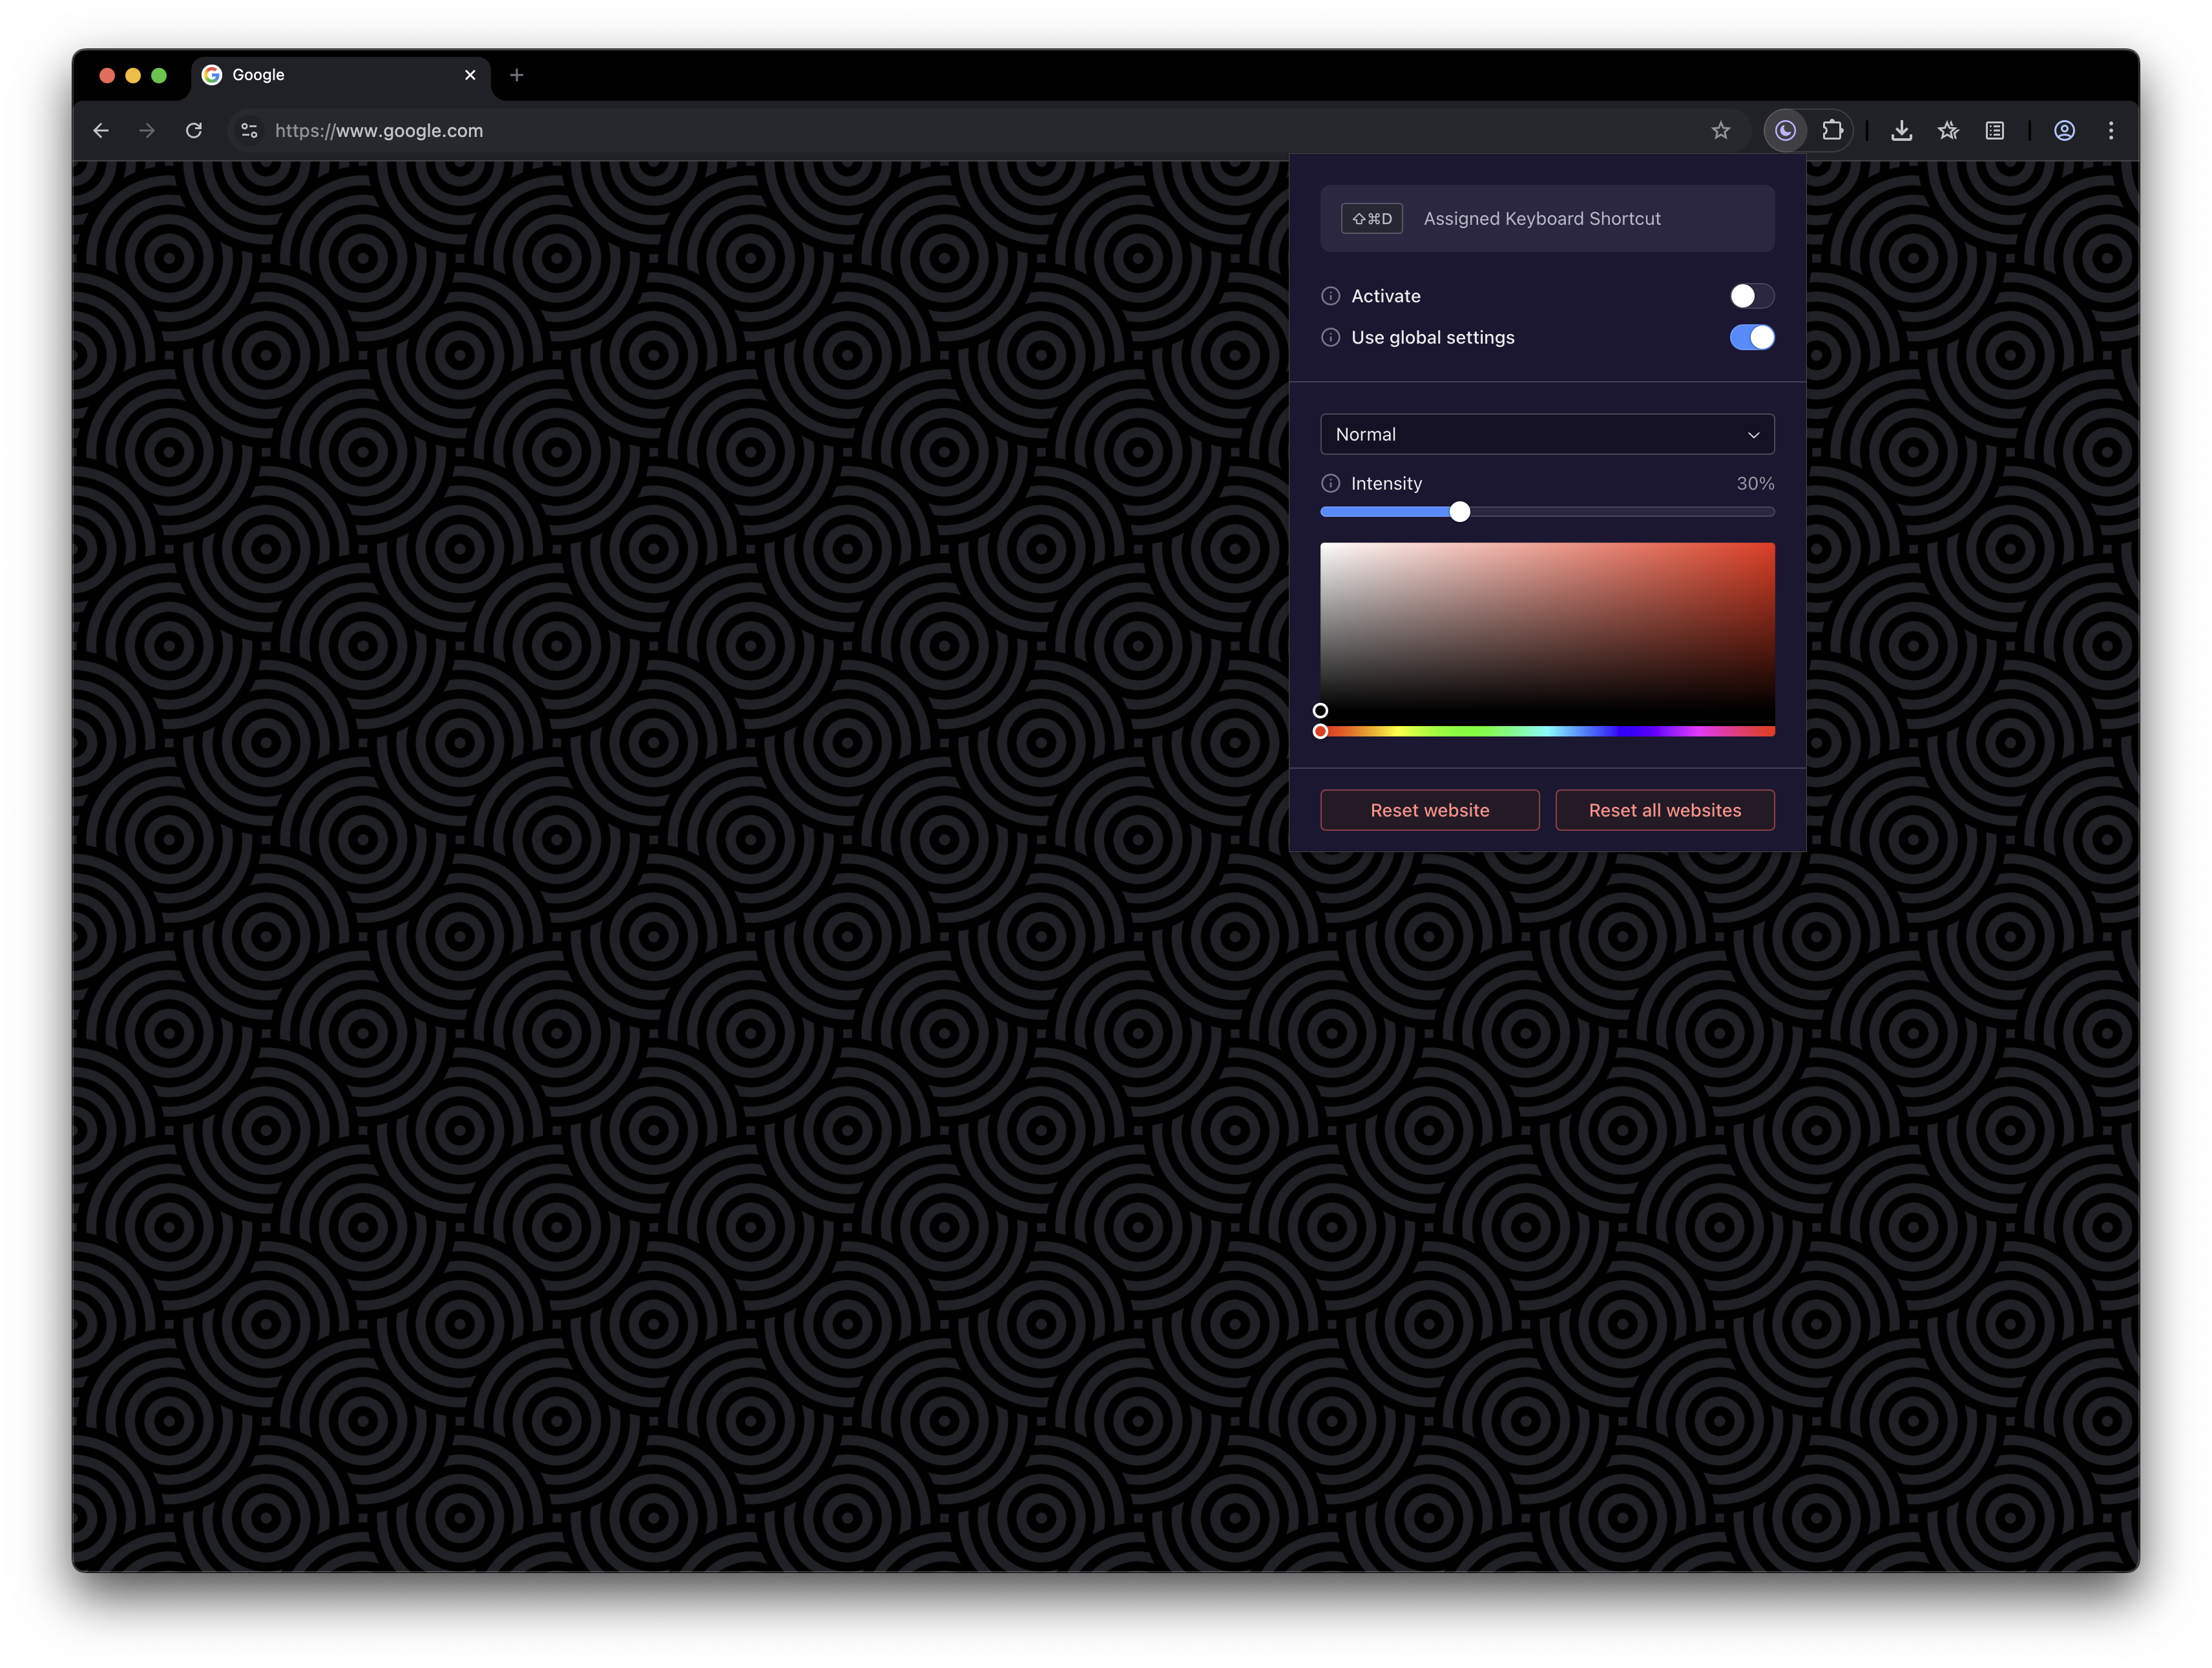 Google
https://www.google.com
⇧⌘D Assigned Keyboard Shortcut
Activate
Use global settings
Normal
Intensity 30%
Reset website Reset all websites